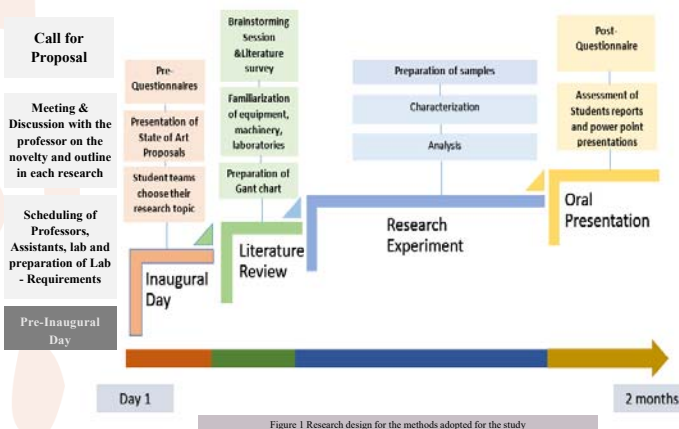 Call for
Proposal
Meeting &
Discussion with the
professor on the
novelty and outline
in each research
Scheduling of
Professors,
Assistants, lab and
preparation of Lab
- Requirements
Pre-Inaugural
Day
Pre-
Questionnaires
Presentation of
State of Art
Proposals
Student teams
choose their
research topic
Inaugural
Day
Brainstorming
Session
&Literature
survey
Familiarization
of equipment,
machinery,
laboratories
Preparation of
Gant chart
Literature
Review
Preparation of samples
Characterization
Analysis
Research
Experiment
Post-
Questionnaire
Assessment of
Students reports
and power point
presentations
Oral
Presentation
Day 1
2 months
Figure 1 Research design for the methods adopted for the study